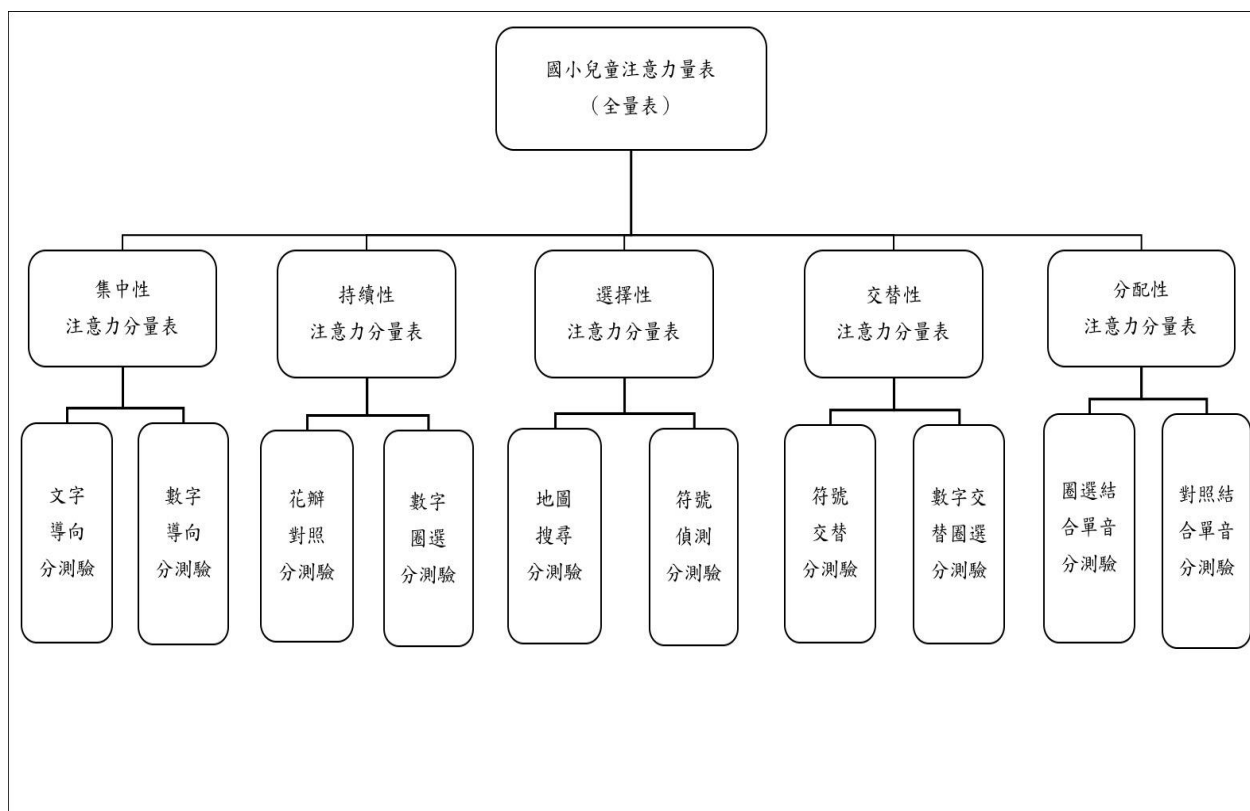 國小兒童注意力量表
（全量表）
集中性
注意力分量表
持續性
注意力分量表
選擇性
注意力分量表
交替性
注意力分量表
分配性
注意力分量表
文字
導向
分測驗
數字
導向
分測驗
花瓣
對照
分測驗
數字
圈選
分測驗
地圖
搜尋
分測驗
符號
偵測
分測驗
符號
交替
分測驗
數字交
替圈選
分測驗
圈選結
合單音
分測驗
對照結
合單音
分測驗